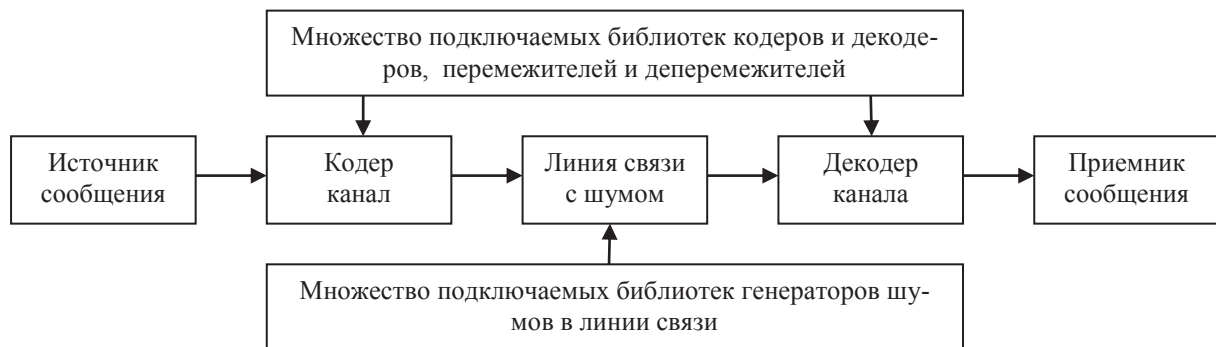 Множество подключаемых библиотек кодеров и декоде-
ров,  перемежителей и деперемежителей
Источник
сообщения
Кодер
канал
Линия связи
с шумом
Декодер
канала
Приемник
сообщения
Множество подключаемых библиотек генераторов шу-
мов в линии связи